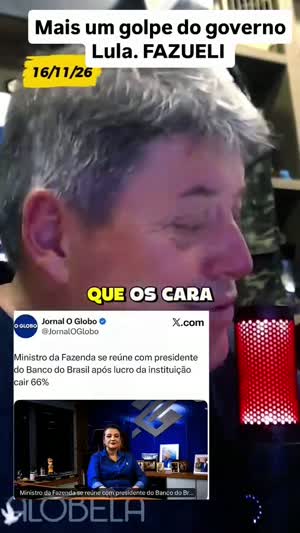 Mais um golpe do governo
Lula. FAZUELI
16/11/26
QUE OS CARA
O GLOBO
Jornal O Globo
@JornalOGlobo
X.com
Ministro da Fazenda se reúne com presidente
do Banco do Brasil após lucro da instituição
cair 66%
Ministro da Fazenda se reúne com presidente do Banco do Br...
GLOBELA